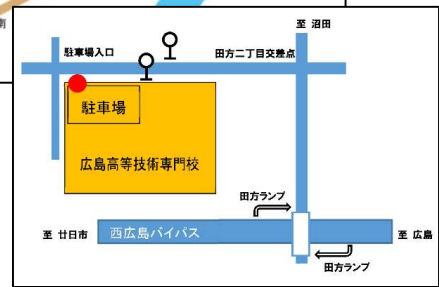 南
至 沼田
駐車場入口
田方二丁目交差点
駐車場
広島高等技術専門校
田方ランプ
至 廿日市
西広島バイパス
至 広島
田方ランプ